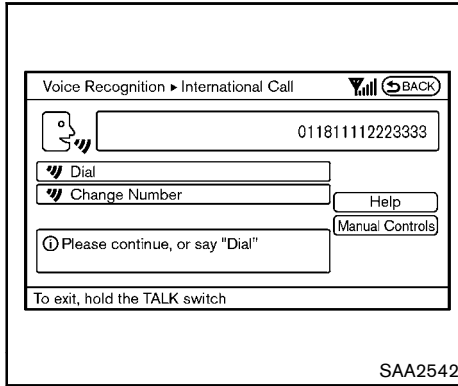 Voice Recognition ▸ International Call BACK
011811112223333
Dial
Change Number
Help
Manual Controls
Please continue, or say "Dial"
To exit, hold the TALK switch
SAA2542